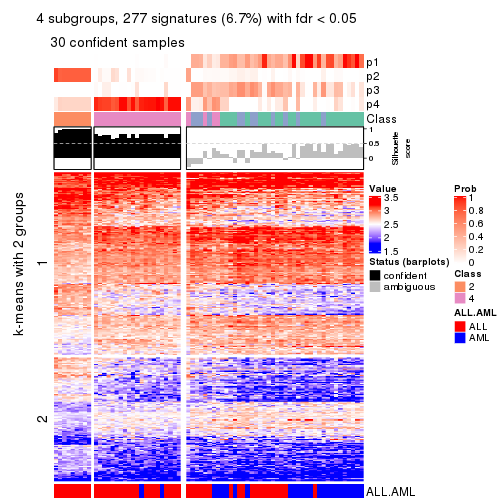 4 subgroups, 277 signatures (6.7%) with fdr < 0.05
30 confident samples
p1
p2
p3
p4
Class
1
0.5
0
Silhouette
score
k-means with 2 groups
1
2
ALL.AML
Value
3.5
3
2.5
2
1.5
Status (barplots)
confident
ambiguous
Prob
1
0.8
0.6
0.4
0.2
0
Class
2
4
ALL.AML
ALL
AML